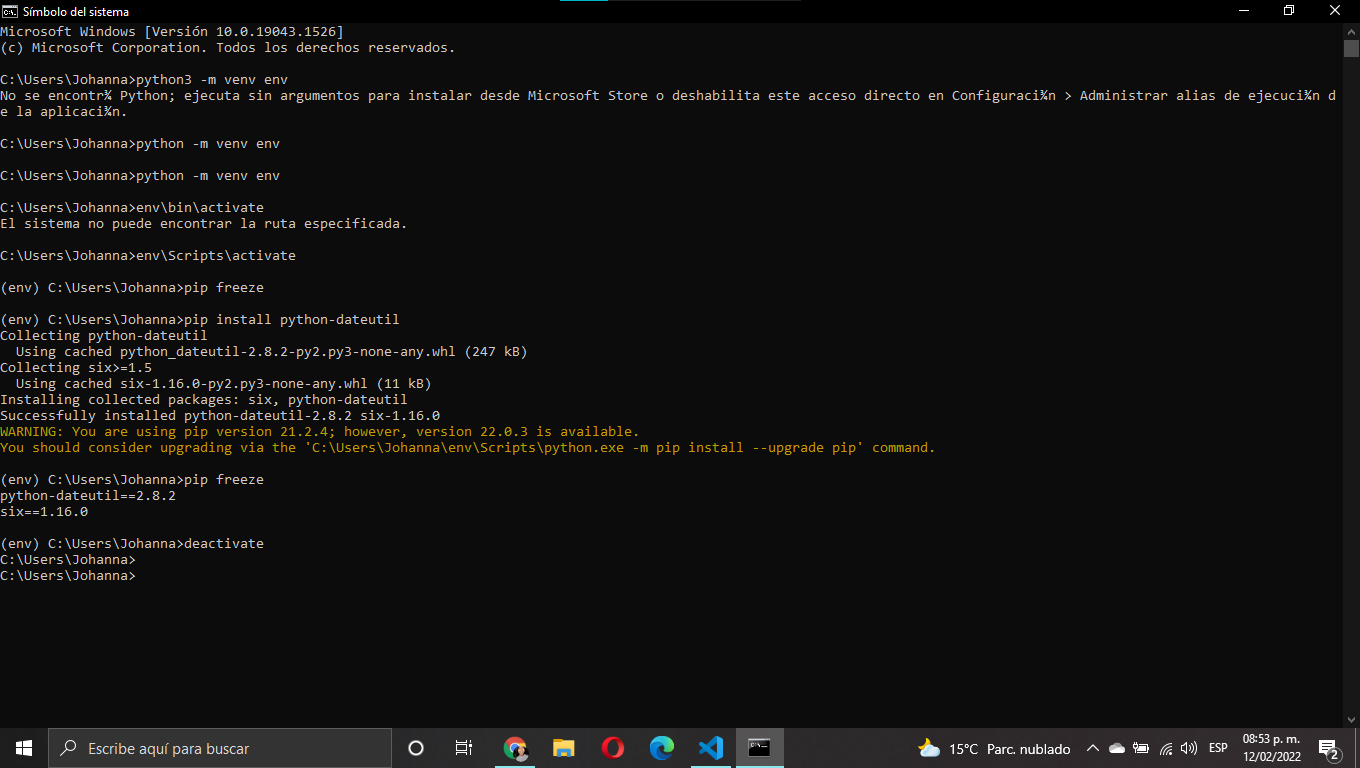 Símbolo del sistema
Microsoft Windows [Versión 10.0.19043.1526]
(c) Microsoft Corporation. Todos los derechos reservados.
C:\Users\Johanna>python3 -m venv env
No se encontr¾ Python; ejecuta sin argumentos para instalar desde Microsoft Store o deshabilita este acceso directo en Configuraci¾n > Administrar alias de ejecuci¾n d
e la aplicaci¾n.
C:\Users\Johanna>python -m venv env
C:\Users\Johanna>python -m venv env
C:\Users\Johanna>env\bin\activate
El sistema no puede encontrar la ruta especificada.
C:\Users\Johanna>env\Scripts\activate
(env) C:\Users\Johanna>pip freeze
(env) C:\Users\Johanna>pip install python-dateutil
Collecting python-dateutil
  Using cached python_dateutil-2.8.2-py2.py3-none-any.whl (247 kB)
Collecting six>=1.5
  Using cached six-1.16.0-py2.py3-none-any.whl (11 kB)
Installing collected packages: six, python-dateutil
Successfully installed python-dateutil-2.8.2 six-1.16.0
WARNING: You are using pip version 21.2.4; however, version 22.0.3 is available.
You should consider upgrading via the 'C:\Users\Johanna\env\Scripts\python.exe -m pip install --upgrade pip' command.
(env) C:\Users\Johanna>pip freeze
python-dateutil==2.8.2
six==1.16.0
(env) C:\Users\Johanna>deactivate
C:\Users\Johanna>
C:\Users\Johanna>
Escribe aquí para buscar
15°C Parc. nublado
ESP
08:53 p. m.
12/02/2022
2